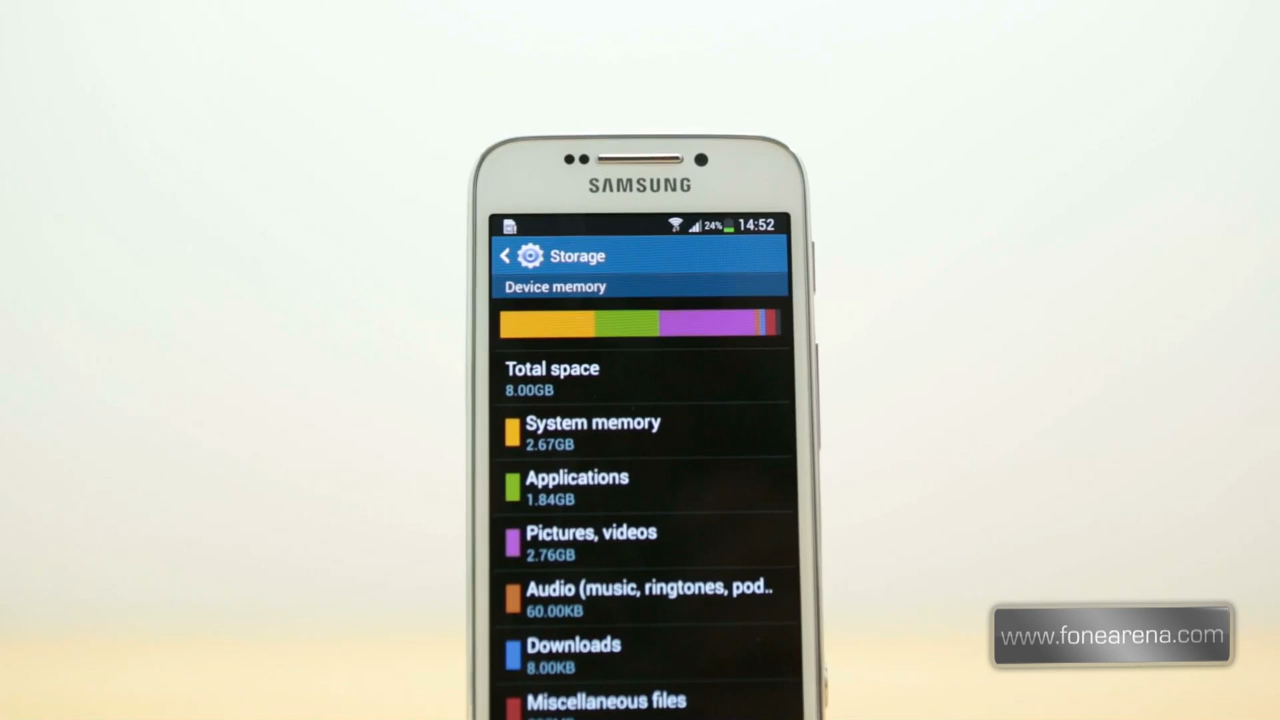 SAMSUNG
24% 14:52
Storage
Device memory
Total space
8.00GB
System memory
2.67GB
Applications
1.84GB
Pictures, videos
2.76GB
Audio (music, ringtones, pod..
60.00KB
Downloads
8.00KB
Miscellaneous files
www.fonearena.com